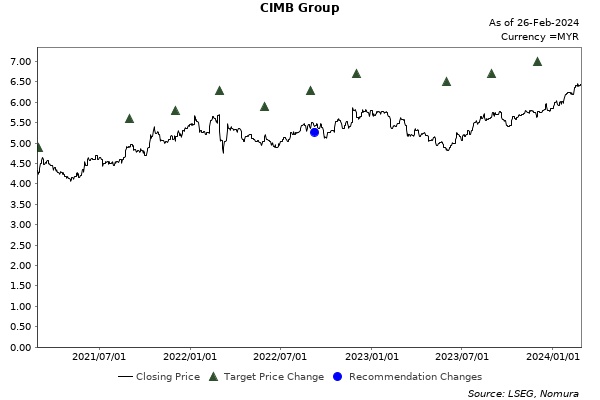 CIMB Group
As of 26-Feb-2024
Currency =MYR
7.00
6.50
6.00
5.50
5.00
4.50
4.00
3.50
3.00
2.50
2.00
1.50
1.00
0.50
0.00
2021/07/01 2022/01/01 2022/07/01 2023/01/01 2023/07/01 2024/01/01
Closing Price Target Price Change Recommendation Changes
Source: LSEG, Nomura